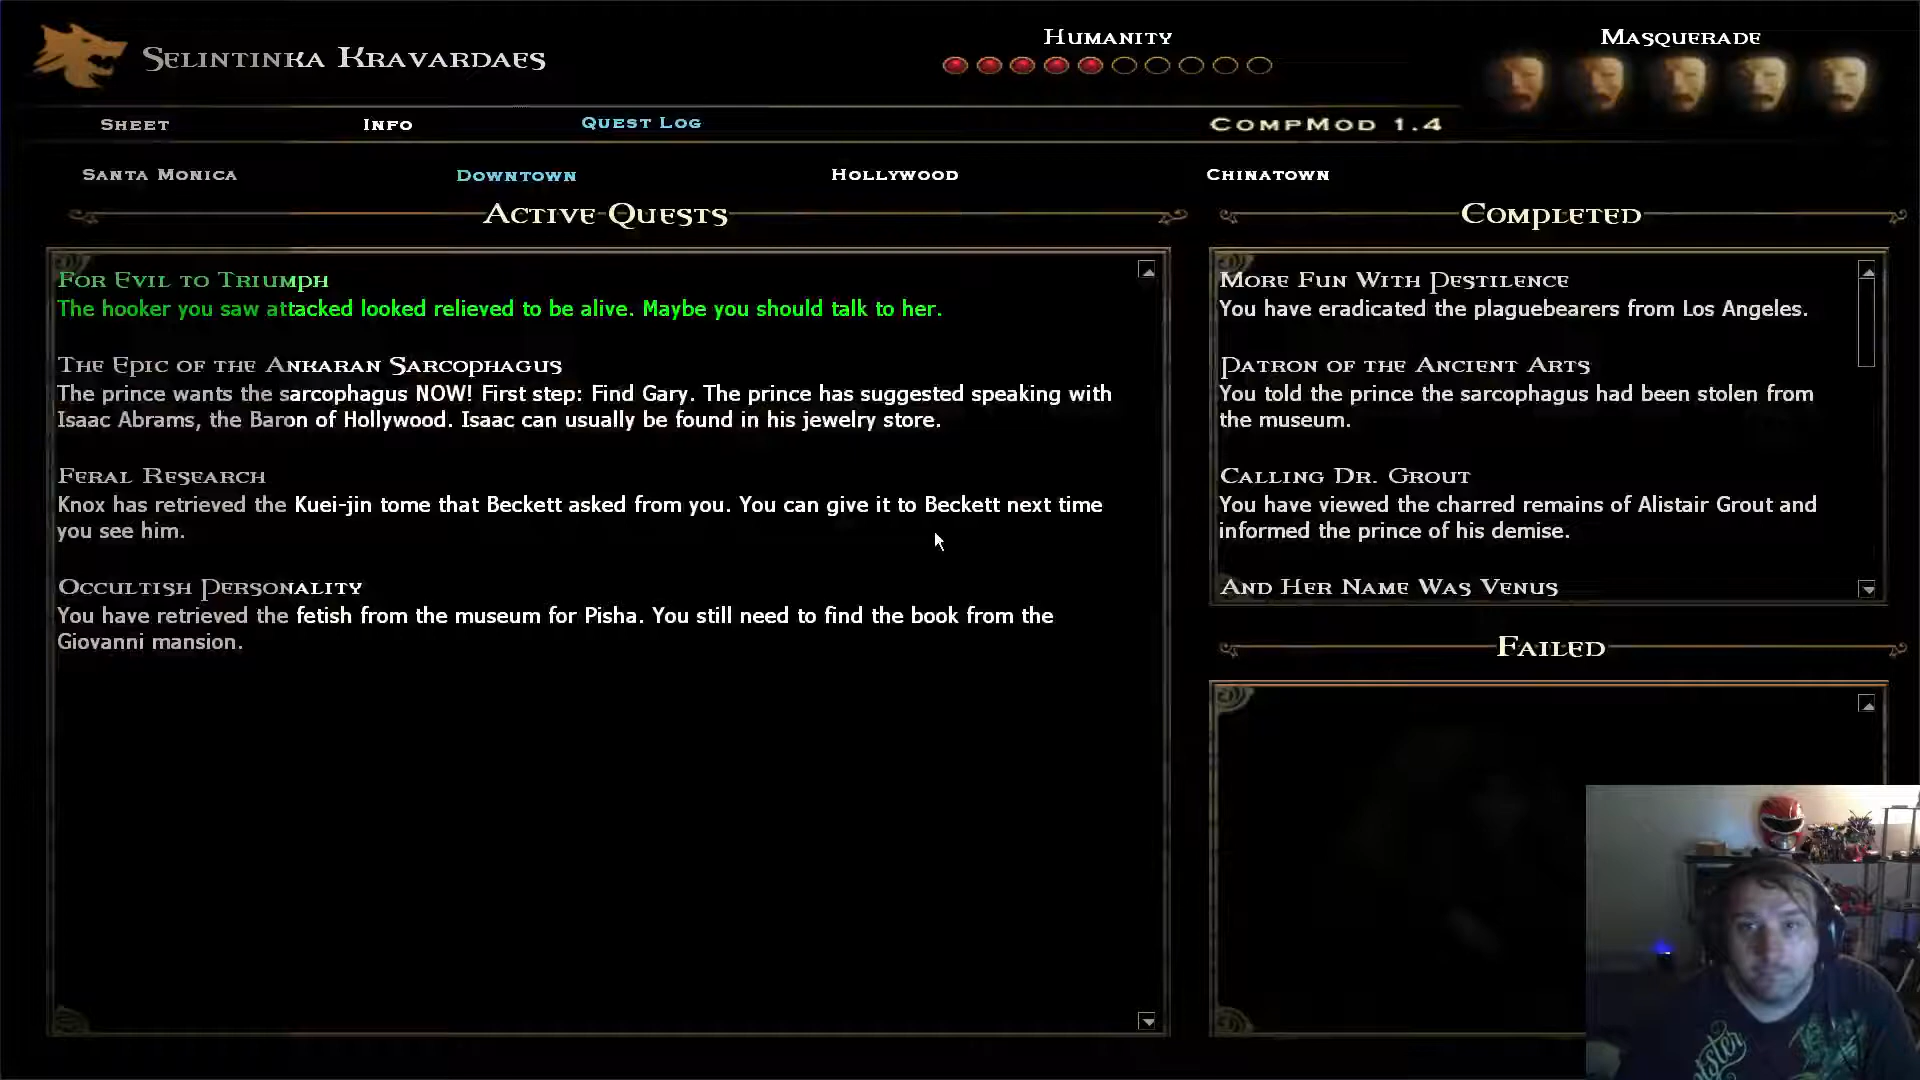 Selintinka Kravardaes
Humanity
Masquerade
Sheet
Info
Quest Log
CompMod 1.4
Santa Monica
Downtown
Hollywood
Chinatown
Active Quests
For Evil to Triumph
The hooker you saw attacked looked relieved to be alive. Maybe you should talk to her.
The Epic of the Ankaran Sarcophagus
The prince wants the sarcophagus NOW! First step: Find Gary. The prince has suggested speaking with
Isaac Abrams, the Baron of Hollywood. Isaac can usually be found in his jewelry store.
Feral Research
Knox has retrieved the Kuei-jin tome that Beckett asked from you. You can give it to Beckett next time
you see him.
Occultish Personality
You have retrieved the fetish from the museum for Pisha. You still need to find the book from the
Giovanni mansion.
Completed
More Fun With Pestilence
You have eradicated the plaguebearers from Los Angeles.
Patron of the Ancient Arts
You told the prince the sarcophagus had been stolen from
the museum.
Calling Dr. Grout
You have viewed the charred remains of Alistair Grout and
informed the prince of his demise.
And Her Name Was Venus
Failed